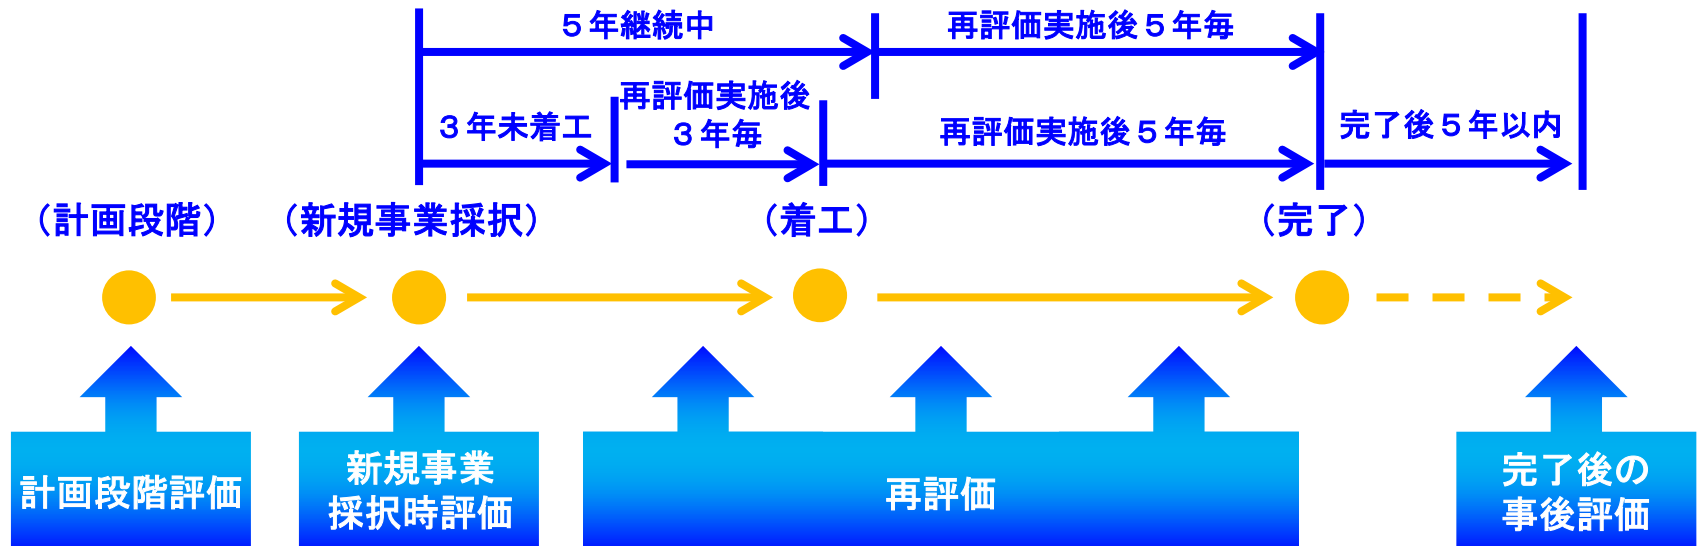 ５年継続中
再評価実施後５年毎
３年未着工
再評価実施後
３年毎
再評価実施後５年毎
完了後５年以内
（計画段階）
（新規事業採択）
（着工）
（完了）
計画段階評価
新規事業
採択時評価
再評価
完了後の
事後評価